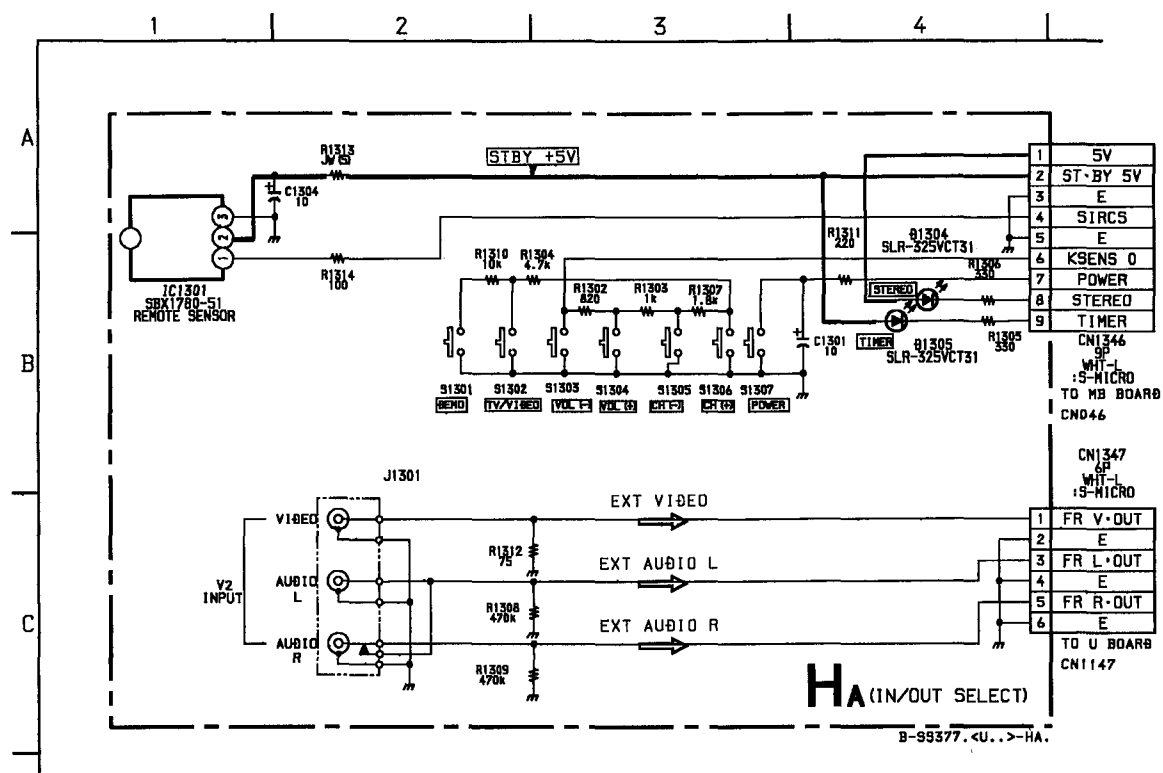 1 2 3 4
A
B
C
R1313
JW(5)
C1304
10
STBY +5V
3
2
1
IC1301
SBX1780-51
REMOTE SENSOR
R1314
100
R1310
10k
R1304
4.7k
R1302
820
R1303
1k
R1307
1.8k
R1311
220
D1304
SLR-325VCT31
R1306
330
STEREO
TIMER
D1305
SLR-325VCT31
R1305
330
C1301
10
S1301
DEMO
S1302
TV/VIDEO
S1303
VOL (-)
S1304
VOL (+)
S1305
CH (-)
S1306
CH (+)
S1307
POWER
1 5V
2 ST·BY 5V
3 E
4 SIRCS
5 E
6 KSENS 0
7 POWER
8 STEREO
9 TIMER
CN1346
9P
WHT-L
:S-MICRO
TO MB BOARD
CN046
J1301
V2
INPUT
VIDEO
AUDIO
L
AUDIO
R
R1312
75
R1308
470k
R1309
470k
EXT VIDEO
EXT AUDIO L
EXT AUDIO R
CN1347
6P
WHT-L
:S-MICRO
1 FR V·OUT
2 E
3 FR L·OUT
4 E
5 FR R·OUT
6 E
TO U BOARD
CN1147
HA (IN/OUT SELECT)
B-SS377.<U..>-HA.